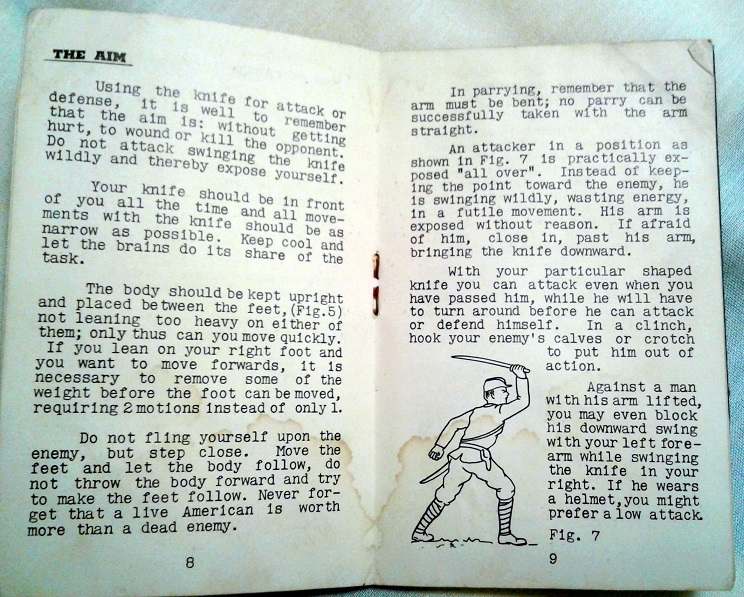 THE AIM
Using the knife for attack or
defense, it is well to remember
that the aim is: without getting
hurt, to wound or kill the opponent.
Do not attack swinging the knife
wildly and thereby expose yourself.
Your knife should be in front
of you all the time and all move-
ments with the knife should be as
narrow as possible. Keep cool and
let the brains do its share of the
task.
The body should be kept upright
and placed between the feet,(Fig.5)
not leaning too heavy on either of
them; only thus can you move quickly.
If you lean on your right foot and
you want to move forwards, it is
necessary to remove some of the
weight before the foot can be moved,
requiring 2 motions instead of only 1.
Do not fling yourself upon the
enemy, but step close. Move the
feet and let the body follow, do
not throw the body forward and try
to make the feet follow. Never for-
get that a live American is worth
more than a dead enemy.
8
In parrying, remember that the
arm must be bent; no parry can be
successfully taken with the arm
straight.
An attacker in a position as
shown in Fig. 7 is practically ex-
posed "all over". Instead of keep-
ing the point toward the enemy, he
is swinging wildly, wasting energy,
in a futile movement. His arm is
exposed without reason. If afraid
of him, close in, past his arm,
bringing the knife downward.
With your particular shaped
knife you can attack even when you
have passed him, while he will have
to turn around before he can attack
or defend himself. In a clinch,
hook your enemy's calves or crotch
to put him out of
action.
Against a man
with his arm lifted,
you may even block
his downward swing
with your left fore-
arm while swinging
the knife in your
right. If he wears
a helmet,you might
prefer a low attack.
Fig. 7
9